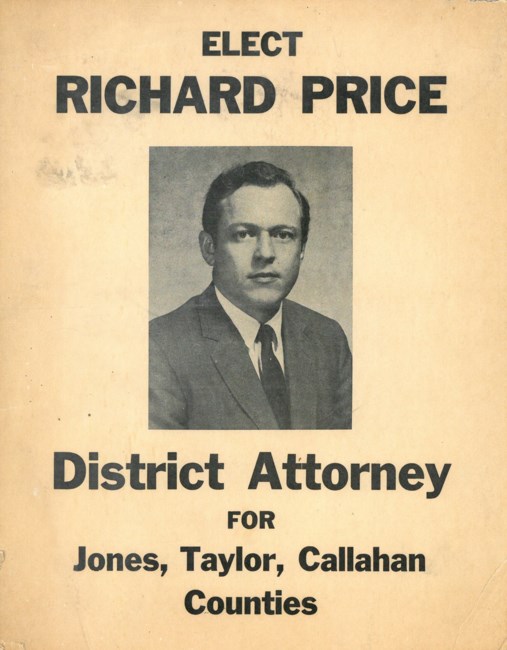 ELECT
RICHARD PRICE
District Attorney
FOR
Jones, Taylor, Callahan
Counties